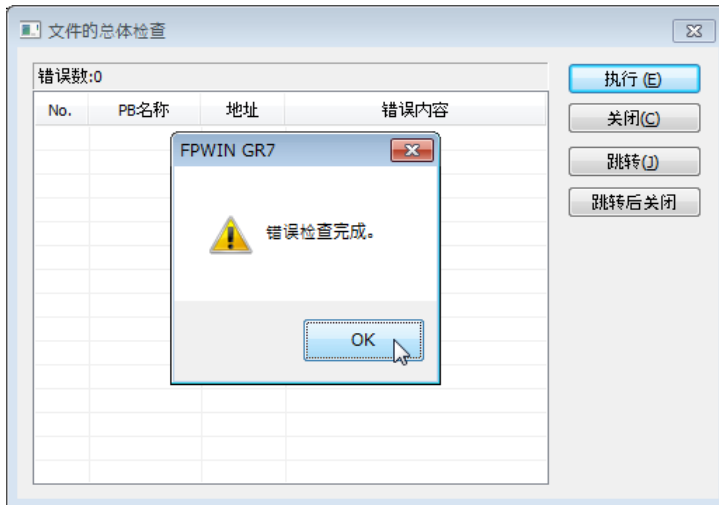 文件的总体检查
错误数:0
执行 (E)
No. PB名称 地址 错误内容
关闭(C)
跳转(J)
跳转后关闭
FPWIN GR7
错误检查完成。
OK